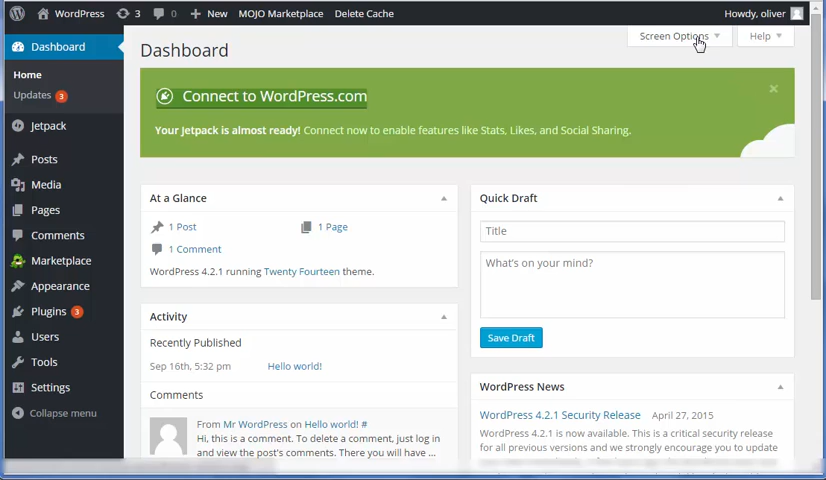 WordPress 3 0 New MOJO Marketplace Delete Cache Howdy, oliver
Screen Options Help
Dashboard
Home
Updates 3
Jetpack
Posts
Media
Pages
Comments
Marketplace
Appearance
Plugins 3
Users
Tools
Settings
Collapse menu
Dashboard
Connect to WordPress.com
Your Jetpack is almost ready! Connect now to enable features like Stats, Likes, and Social Sharing.
At a Glance
1 Post 1 Page
1 Comment
WordPress 4.2.1 running Twenty Fourteen theme.
Activity
Recently Published
Sep 16th, 5:32 pm Hello world!
Comments
From Mr WordPress on Hello world! #
Hi, this is a comment. To delete a comment, just log in
and view the post's comments. There you will have ...
Quick Draft
Title
What's on your mind?
Save Draft
WordPress News
WordPress 4.2.1 Security Release April 27, 2015
WordPress 4.2.1 is now available. This is a critical security release
for all previous versions and we strongly encourage you to update